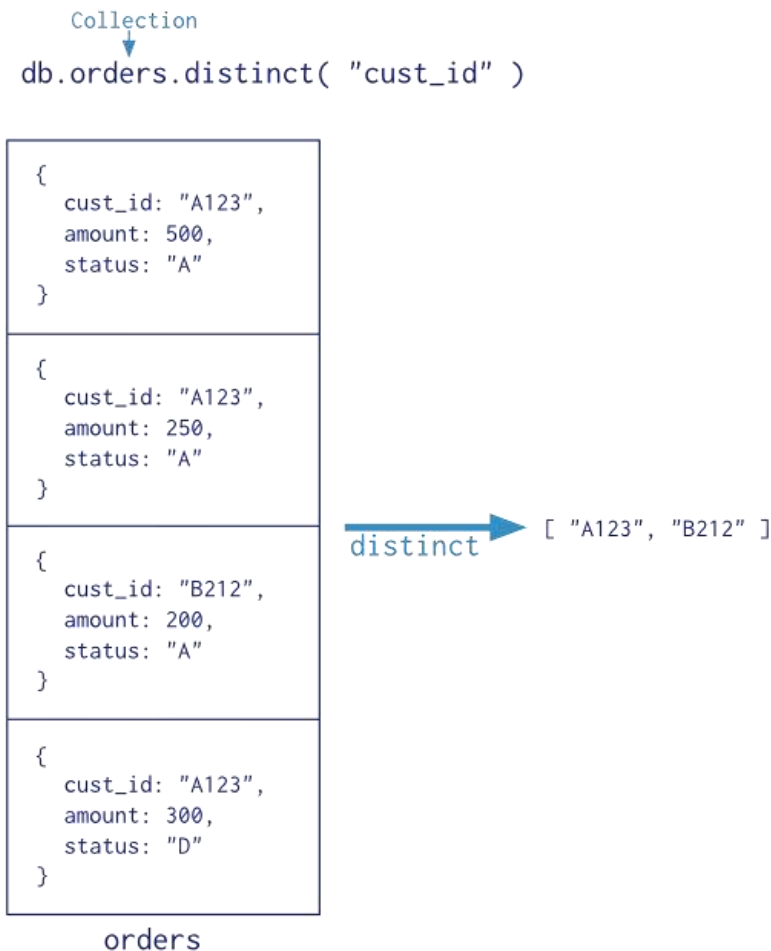 Collection
db.orders.distinct( "cust_id" )
{
cust_id: "A123",
amount: 500,
status: "A"
}
{
cust_id: "A123",
amount: 250,
status: "A"
}
{
cust_id: "B212",
amount: 200,
status: "A"
}
{
cust_id: "A123",
amount: 300,
status: "D"
}
orders
distinct
[ "A123", "B212" ]